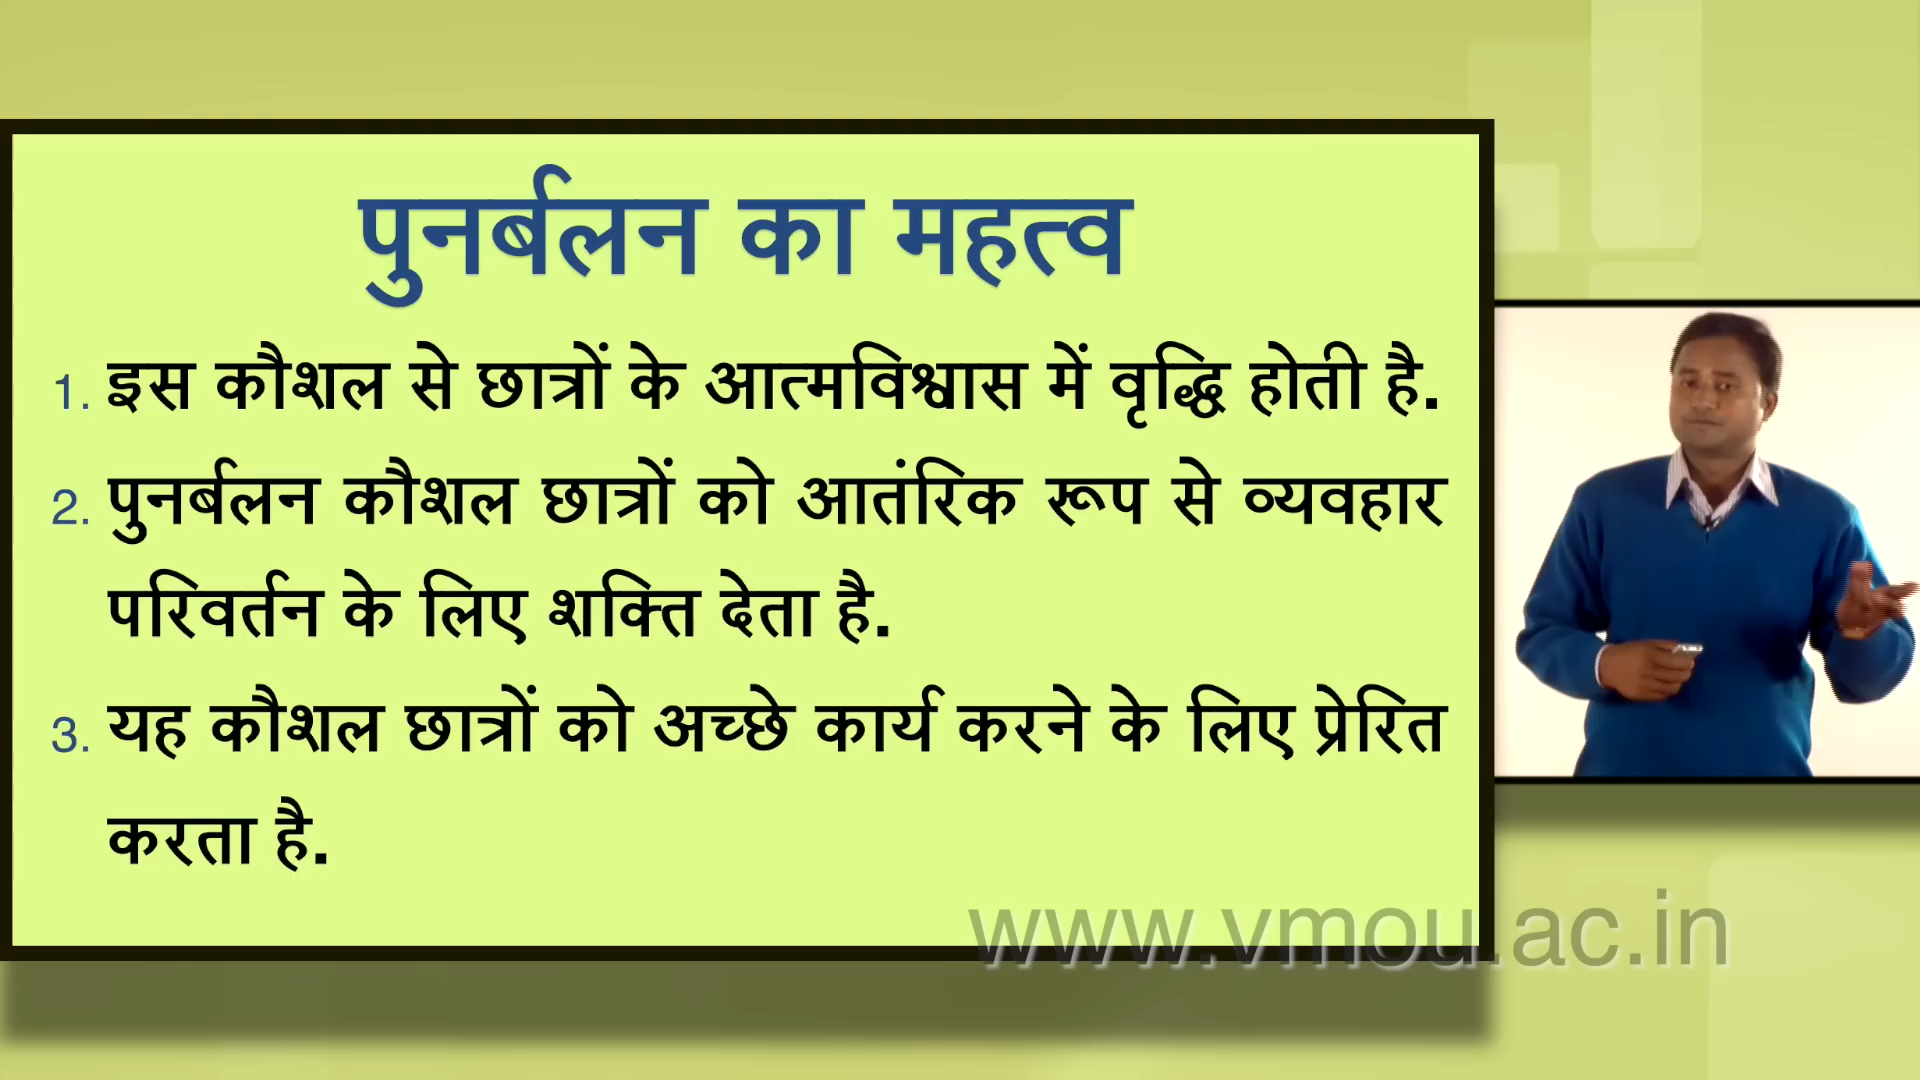 पुनर्बलन का महत्व
1. इस कौशल से छात्रों के आत्मविश्वास में वृद्धि होती है.
2. पुनर्बलन कौशल छात्रों को आतंरिक रूप से व्यवहार
परिवर्तन के लिए शक्ति देता है.
3. यह कौशल छात्रों को अच्छे कार्य करने के लिए प्रेरित
करता है.
www.vmou.ac.in